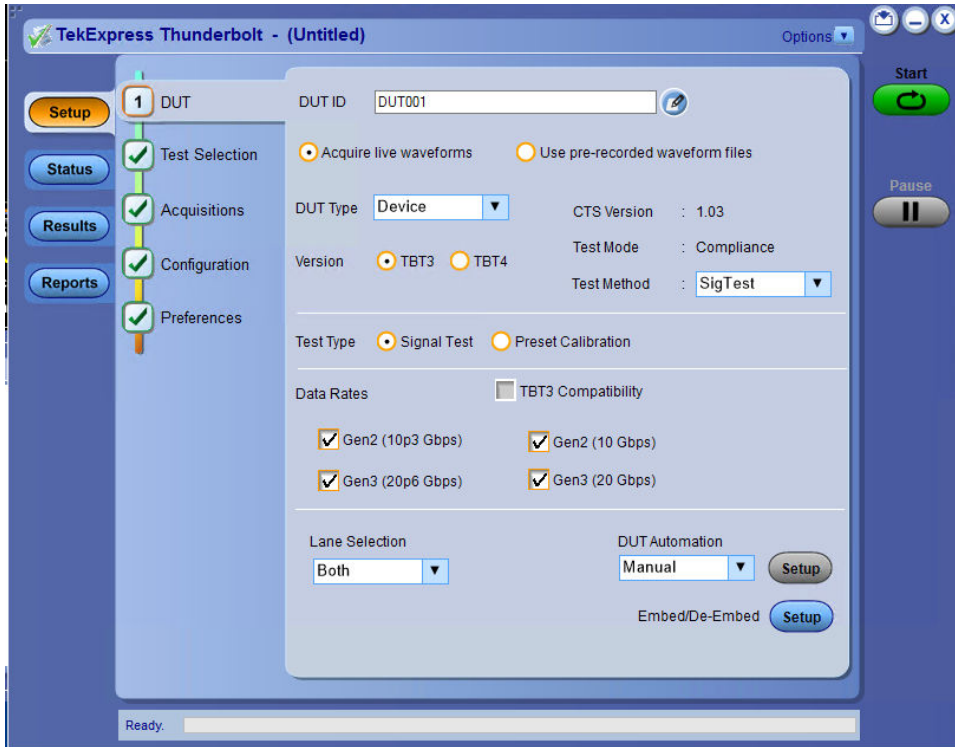 TekExpress Thunderbolt - (Untitled)
Options
Start
Pause
Setup
Status
Results
Reports
1 DUT
Test Selection
Acquisitions
Configuration
Preferences
DUT ID DUT001
Acquire live waveforms Use pre-recorded waveform files
DUT Type Device CTS Version : 1.03
Test Mode : Compliance
Version TBT3 TBT4
Test Method : SigTest
Test Type Signal Test Preset Calibration
Data Rates TBT3 Compatibility
Gen2 (10p3 Gbps) Gen2 (10 Gbps)
Gen3 (20p6 Gbps) Gen3 (20 Gbps)
Lane Selection DUT Automation
Both Manual Setup
Embed/De-Embed Setup
Ready.